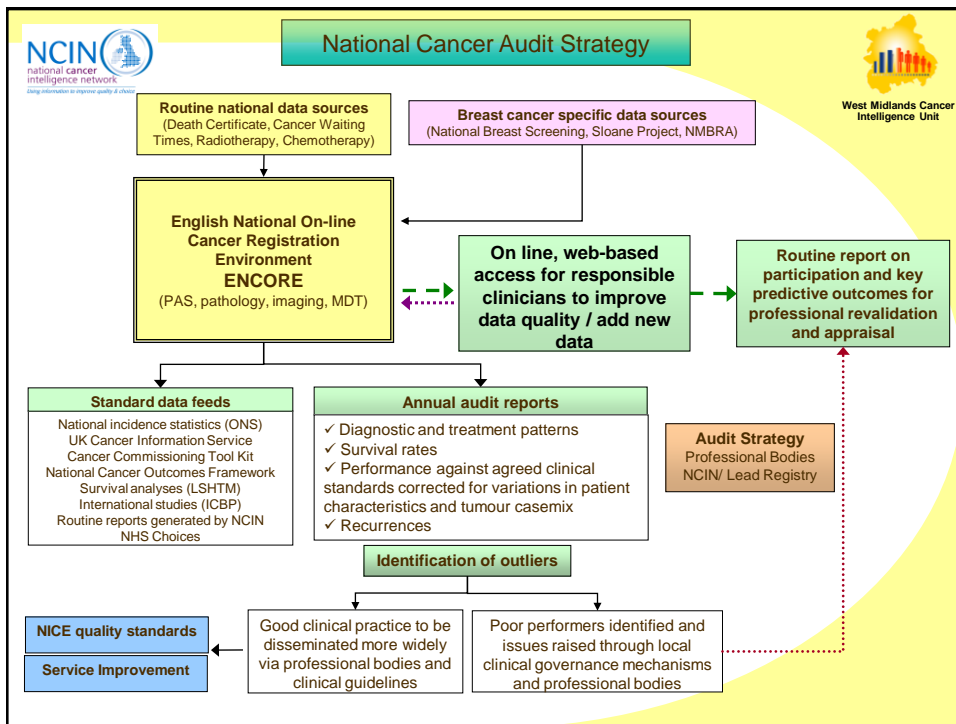 National Cancer Audit Strategy
NCIN
national cancer
intelligence network
Using information to improve quality & choice
West Midlands Cancer
Intelligence Unit
Routine national data sources
(Death Certificate, Cancer Waiting
Times, Radiotherapy, Chemotherapy)
Breast cancer specific data sources
(National Breast Screening, Sloane Project, NMBRA)
English National On-line
Cancer Registration
Environment
ENCORE
(PAS, pathology, imaging, MDT)
On line, web-based
access for responsible
clinicians to improve
data quality / add new
data
Routine report on
participation and key
predictive outcomes for
professional revalidation
and appraisal
Standard data feeds
National incidence statistics (ONS)
UK Cancer Information Service
Cancer Commissioning Tool Kit
National Cancer Outcomes Framework
Survival analyses (LSHTM)
International studies (ICBP)
Routine reports generated by NCIN
NHS Choices
Annual audit reports
✓ Diagnostic and treatment patterns
✓ Survival rates
✓ Performance against agreed clinical
standards corrected for variations in patient
characteristics and tumour casemix
✓ Recurrences
Audit Strategy
Professional Bodies
NCIN/ Lead Registry
Identification of outliers
NICE quality standards
Service Improvement
Good clinical practice to be
disseminated more widely
via professional bodies and
clinical guidelines
Poor performers identified and
issues raised through local
clinical governance mechanisms
and professional bodies